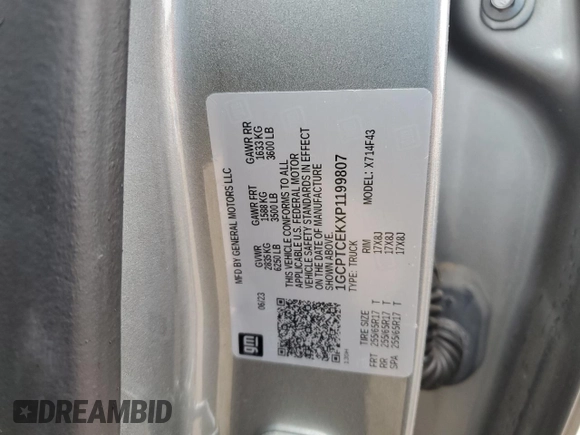 MFD BY GENERAL MOTORS LLC
06/23
GVWR
2835 KG
6250 LB
GAWR FRT
1588 KG
3500 LB
GAWR RR
1633 KG
3600 LB
THIS VEHICLE CONFORMS TO ALL
APPLICABLE U.S. FEDERAL MOTOR
VEHICLE SAFETY STANDARDS IN EFFECT
ON THE DATE OF MANUFACTURE
SHOWN ABOVE.
1GCPTCEKXP1199807
TYPE: TRUCK
MODEL: X714F43
TIRE SIZE RIM
FRT 255/65R17 T 17X8J
RR 255/65R17 T 17X8J
SPA 255/65R17 T 17X8J
gm
DREAMBID